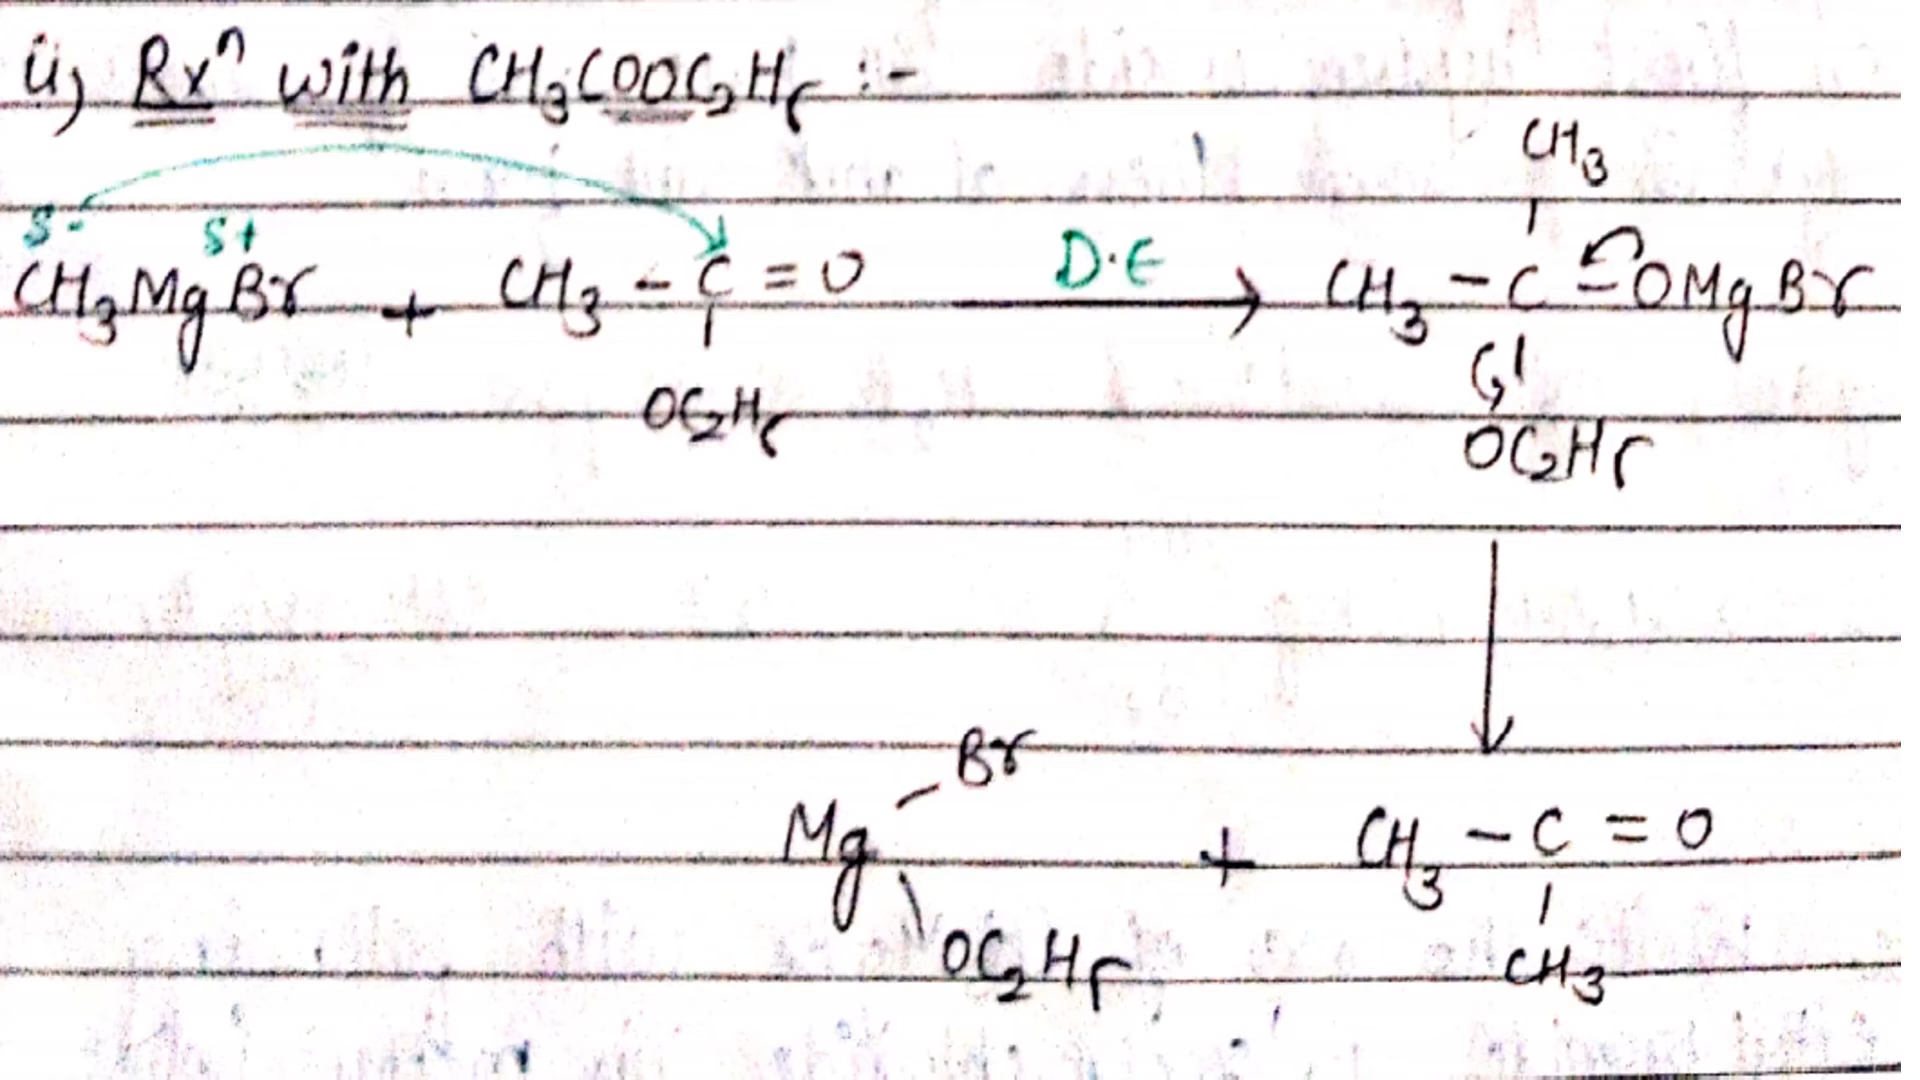 ii) Rxⁿ with CH₃COOC₂H₅ :-
CH₃
δ- δ+
CH₃MgBr + CH₃ - C = O D.E → CH₃ - C - OMgBr
OC₂H₅ OC₂H₅
Br
Mg + CH₃ - C = O
OC₂H₅ CH₃